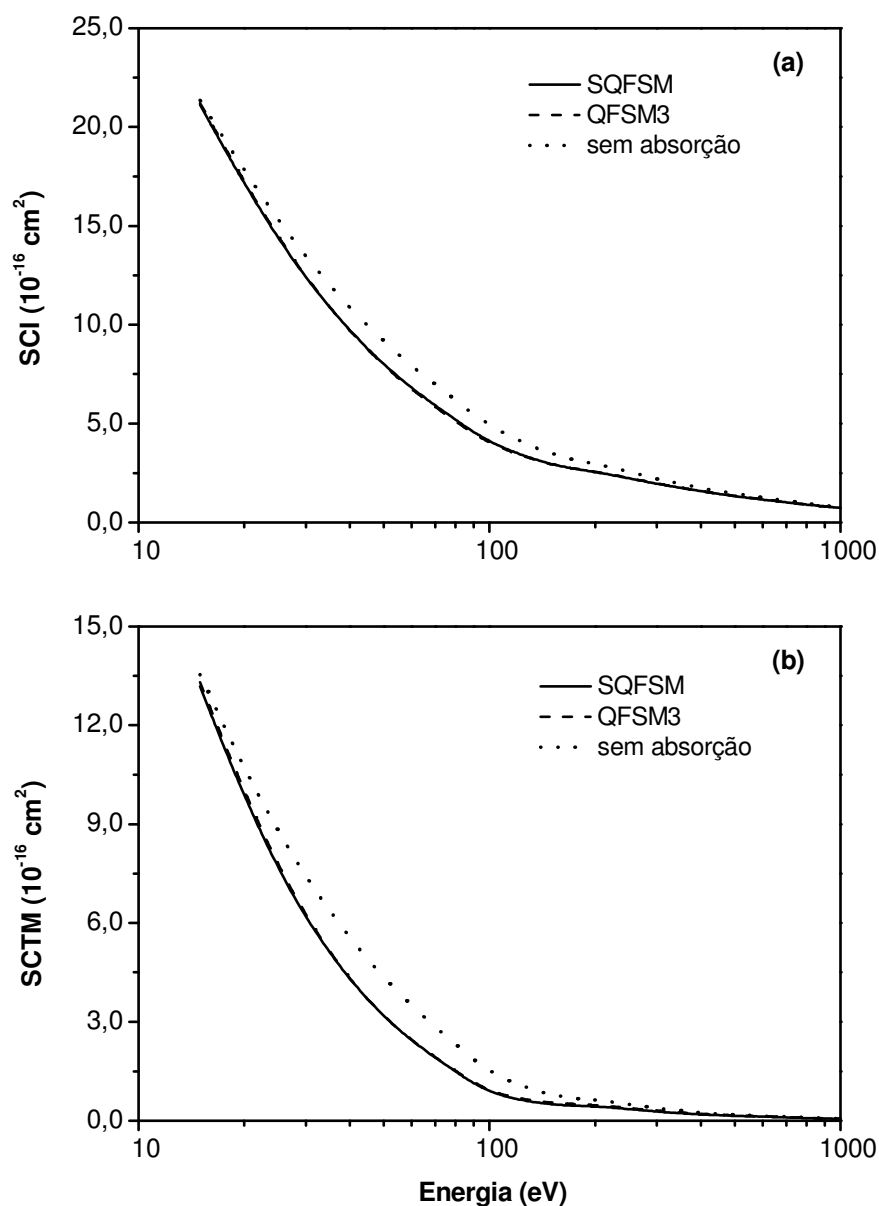 25,0
20,0
15,0
10,0
5,0
0,0
SCI (10⁻¹⁶ cm²)
(a)
SQFSM
QFSM3
sem absorção
10
100
1000
15,0
12,0
9,0
6,0
3,0
0,0
SCTM (10⁻¹⁶ cm²)
(b)
SQFSM
QFSM3
sem absorção
10
100
1000
Energia (eV)